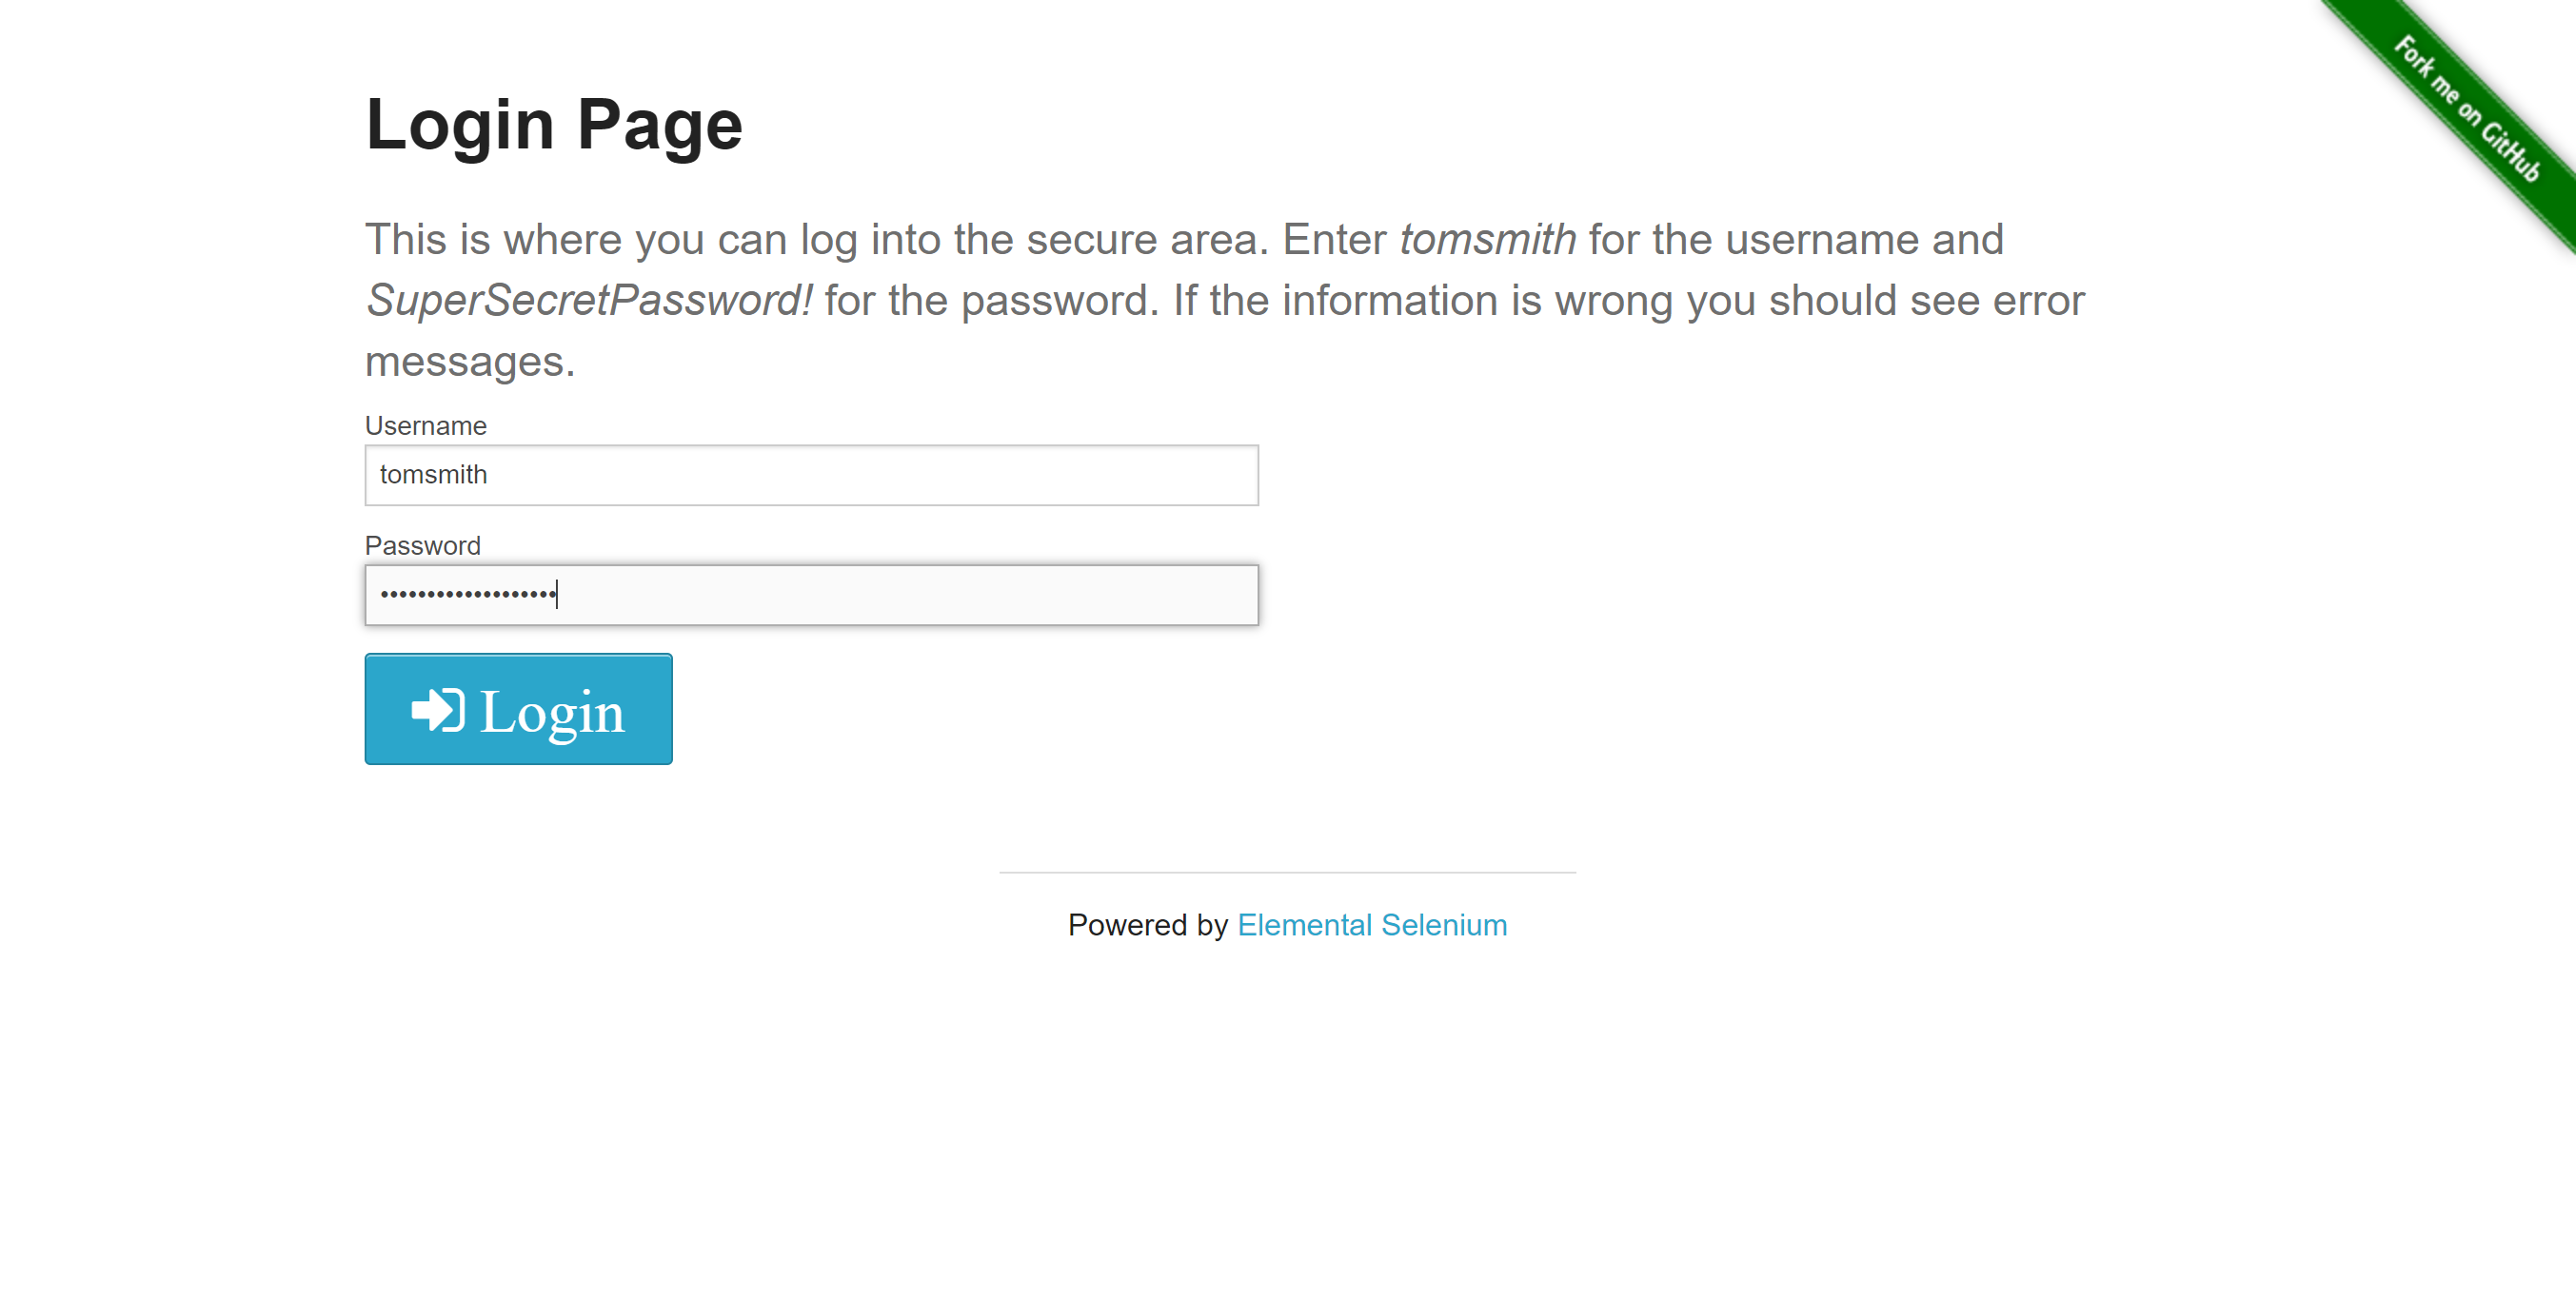 Fork me on GitHub
Login Page
This is where you can log into the secure area. Enter tomsmith for the username and
SuperSecretPassword! for the password. If the information is wrong you should see error
messages.
Username
tomsmith
Password
•••••••••••••••••••
Login
Powered by Elemental Selenium